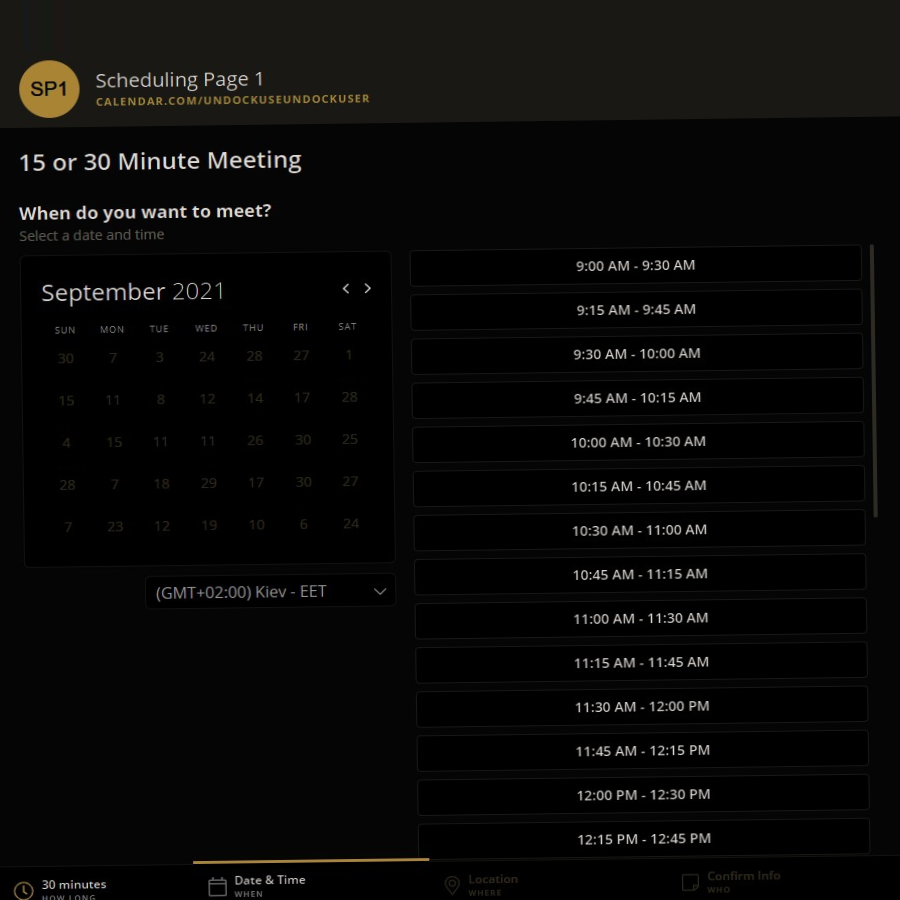 SP1
Scheduling Page 1
CALENDAR.COM/UNDOCKUSEUNDOCKUSER
15 or 30 Minute Meeting
When do you want to meet?
Select a date and time
September 2021
SUN MON TUE WED THU FRI SAT
30 7 3 24 28 27 1
15 11 8 12 14 17 28
4 15 11 11 26 30 25
28 7 18 29 17 30 27
7 23 12 19 10 6 24
(GMT+02:00) Kiev - EET
9:00 AM - 9:30 AM
9:15 AM - 9:45 AM
9:30 AM - 10:00 AM
9:45 AM - 10:15 AM
10:00 AM - 10:30 AM
10:15 AM - 10:45 AM
10:30 AM - 11:00 AM
10:45 AM - 11:15 AM
11:00 AM - 11:30 AM
11:15 AM - 11:45 AM
11:30 AM - 12:00 PM
11:45 AM - 12:15 PM
12:00 PM - 12:30 PM
12:15 PM - 12:45 PM
30 minutes
HOW LONG
Date & Time
WHEN
Location
WHERE
Confirm Info
WHO